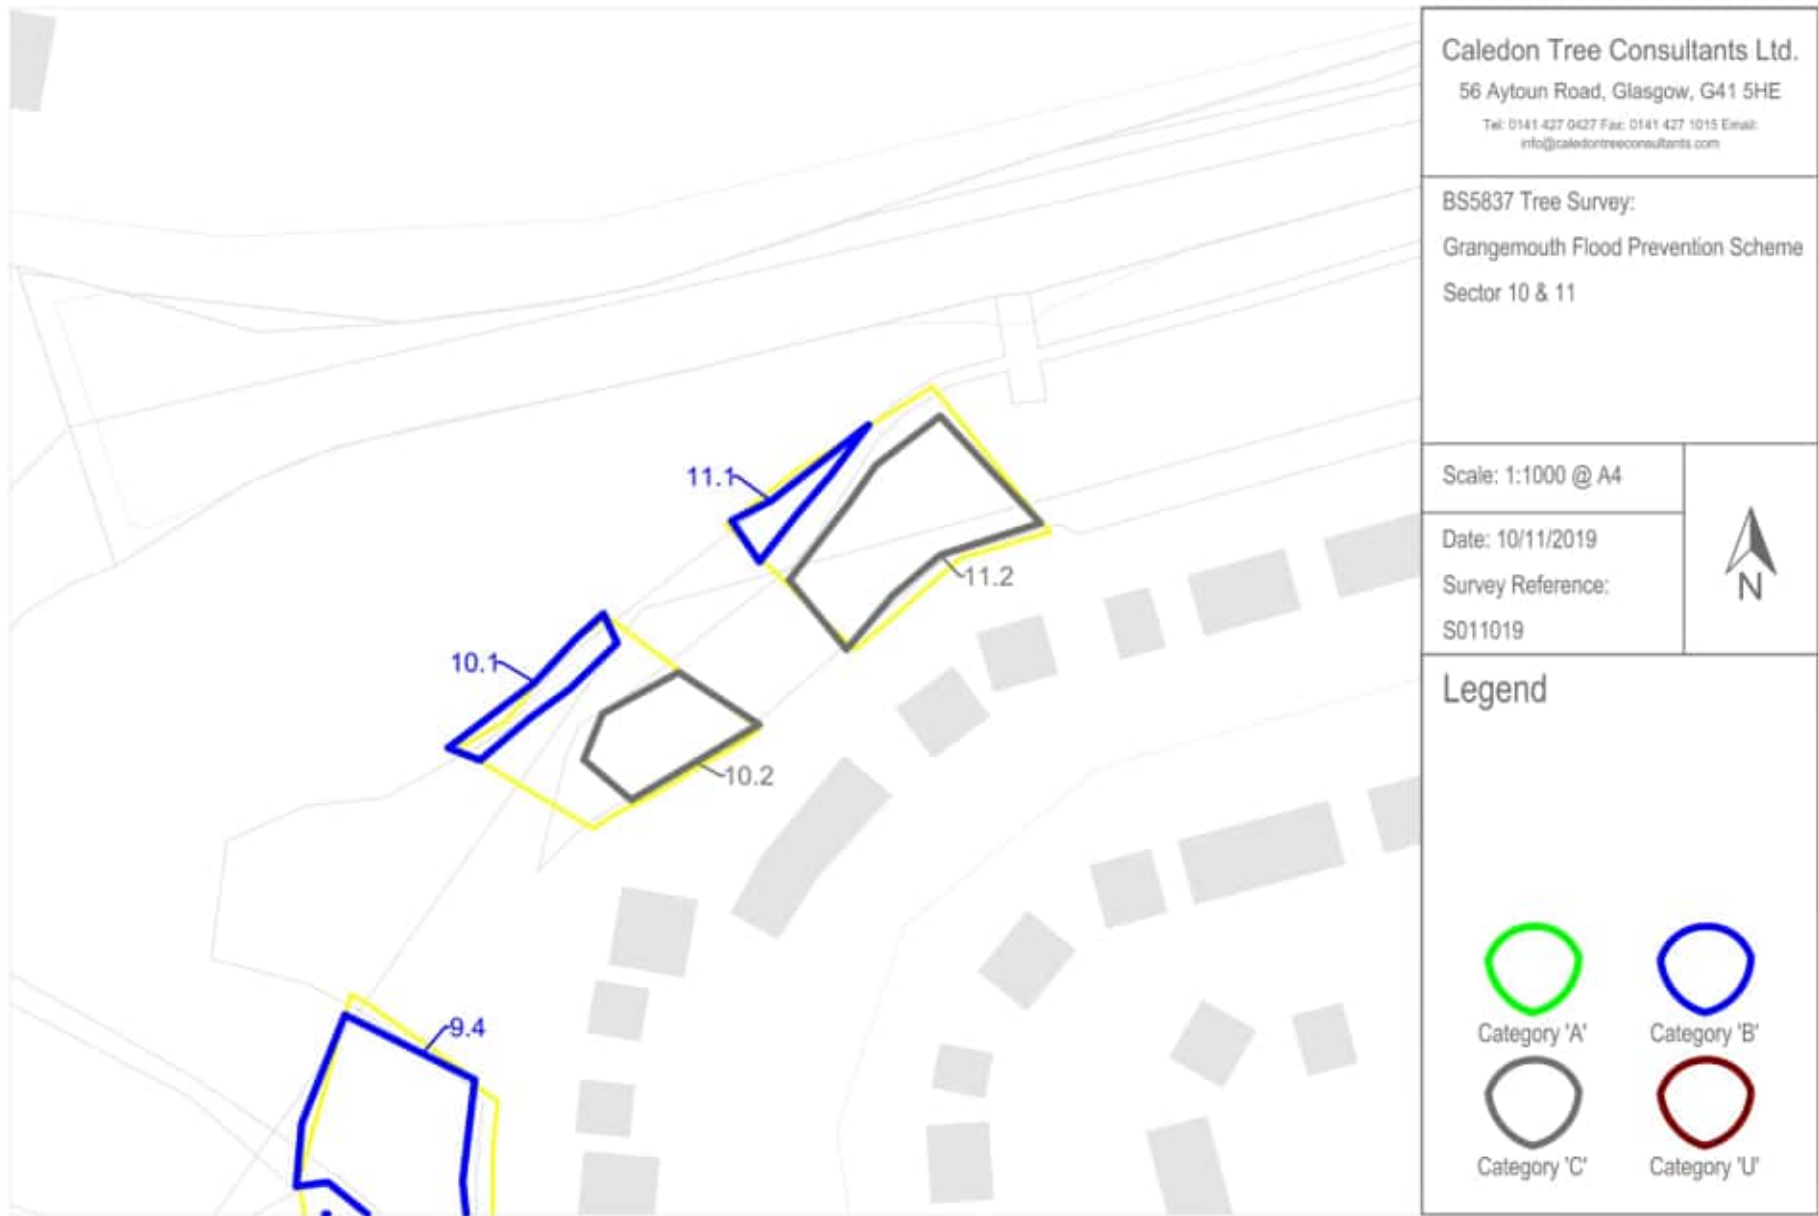 Caledon Tree Consultants Ltd.
56 Aytoun Road, Glasgow, G41 5HE
Tel: 0141 427 0427 Fax: 0141 427 1015 Email:
info@caledontreeconsultants.com
BS5837 Tree Survey:
Grangemouth Flood Prevention Scheme
Sector 10 & 11
Scale: 1:1000 @ A4
Date: 10/11/2019
Survey Reference:
S011019
N
Legend
Category 'A'
Category 'B'
Category 'C'
Category 'U'
11.1
11.2
10.1
10.2
9.4